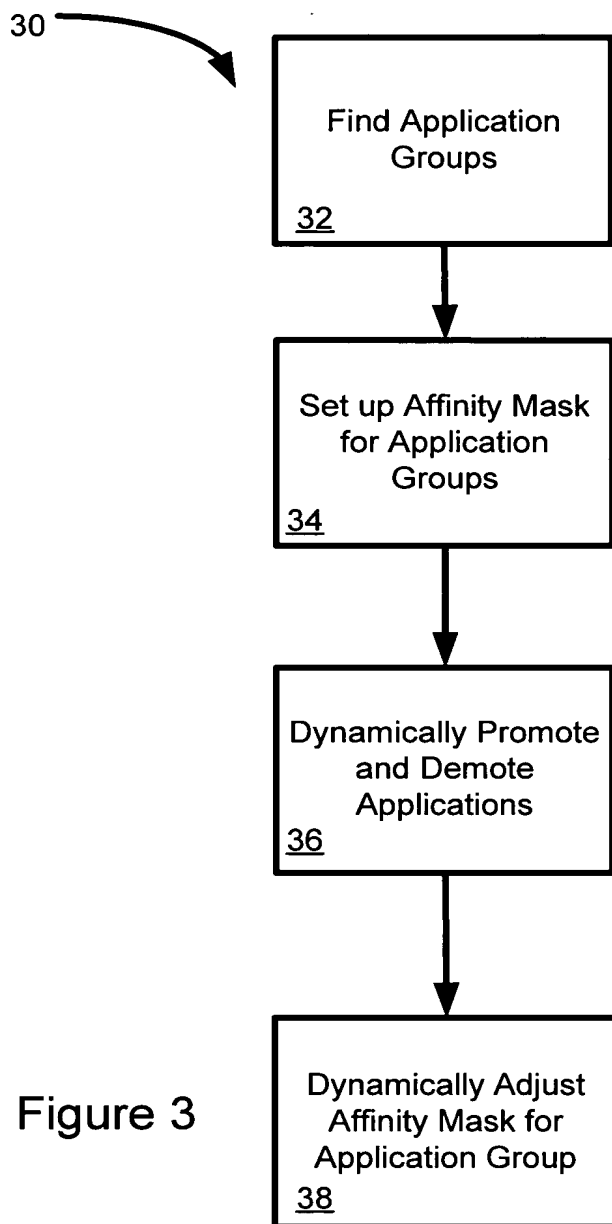 30
Find Application
Groups
32
Set up Affinity Mask
for Application
Groups
34
Dynamically Promote
and Demote
Applications
36
Dynamically Adjust
Affinity Mask for
Application Group
38
Figure 3